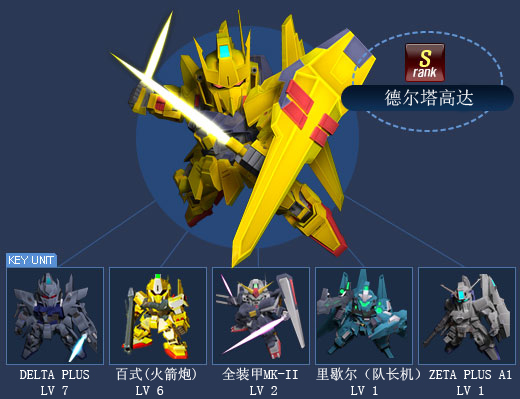 S
rank
德尔塔高达
KEY UNIT
DELTA PLUS
LV 7
百式(火箭炮)
LV 6
全装甲MK-II
LV 2
里歇尔（队长机）
LV 1
ZETA PLUS A1
LV 1